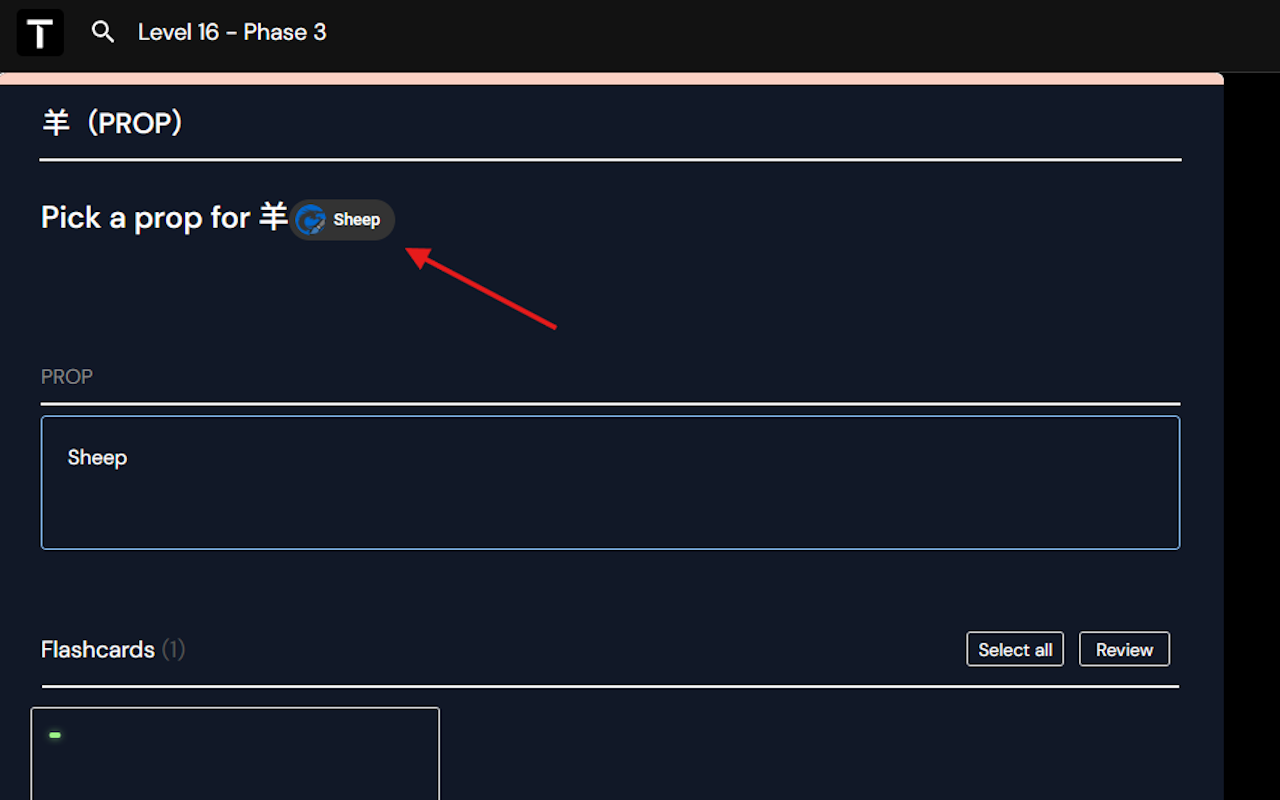 T Level 16 - Phase 3
羊 (PROP)
Pick a prop for 羊 Sheep
PROP
Sheep
Flashcards (1) Select all Review